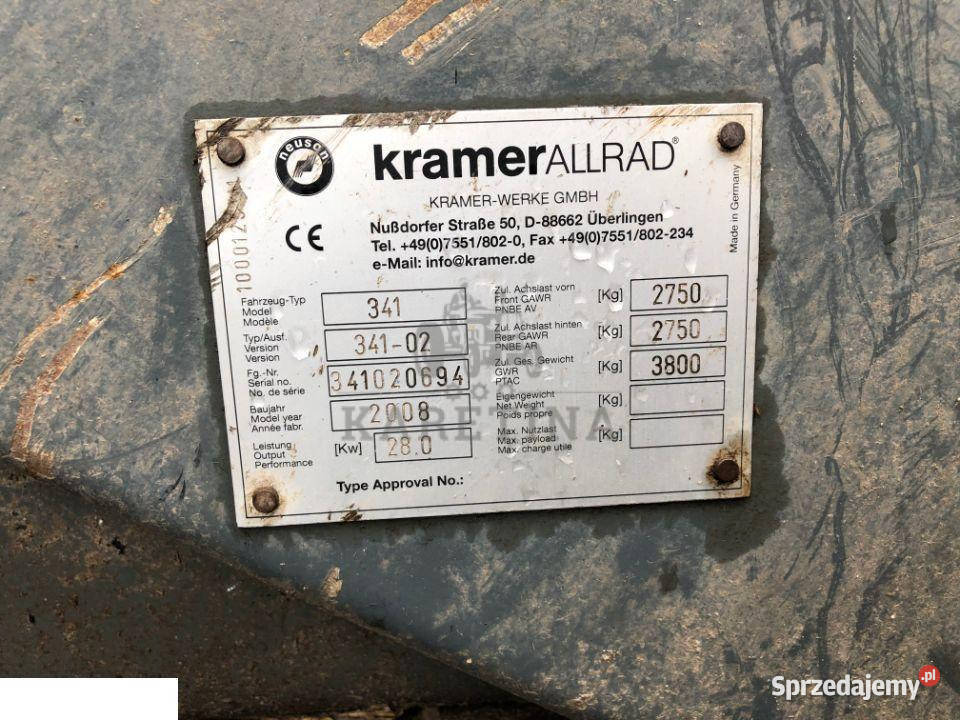 neuson
kramerALLRAD®
KRAMER-WERKE GMBH
Nußdorfer Straße 50, D-88662 Überlingen
Tel. +49(0)7551/802-0, Fax +49(0)7551/802-234
e-Mail: info@kramer.de
CE
Made in Germany
Fahrzeug-Typ
Model
Modèle
341
Typ/Ausf.
Version
Version
341-02
Fg.-Nr.
Serial no.
No. de série
341020694
Baujahr
Model year
Année fabr.
2008
Leistung
Output
Performance
[Kw] 28.0
Zul. Achslast vorn
Front GAWR
PNBE AV
[Kg] 2750
Zul. Achslast hinten
Rear GAWR
PNBE AR
[Kg] 2750
Zul. Ges. Gewicht
GWR
PTAC
[Kg] 3800
Eigengewicht
Net Weight
Poids propre
[Kg]
Max. Nutzlast
Max. payload
Max. charge utile
[Kg]
Type Approval No.:
Sprzedajemy.pl